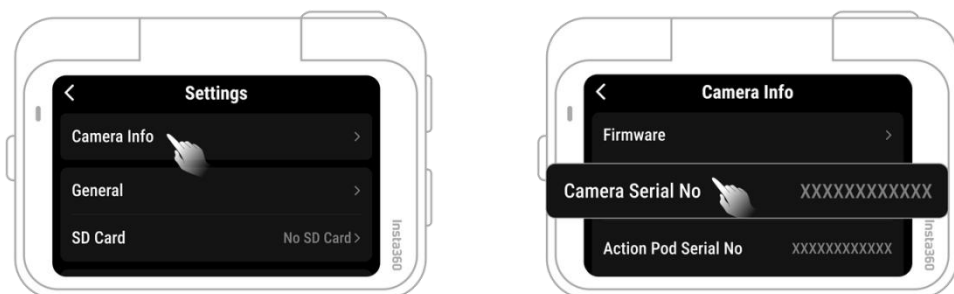 Settings
Camera Info
General
SD Card No SD Card
Insta360
Camera Info
Firmware
Camera Serial No XXXXXXXXXXXX
Action Pod Serial No XXXXXXXXXXXX
Insta360